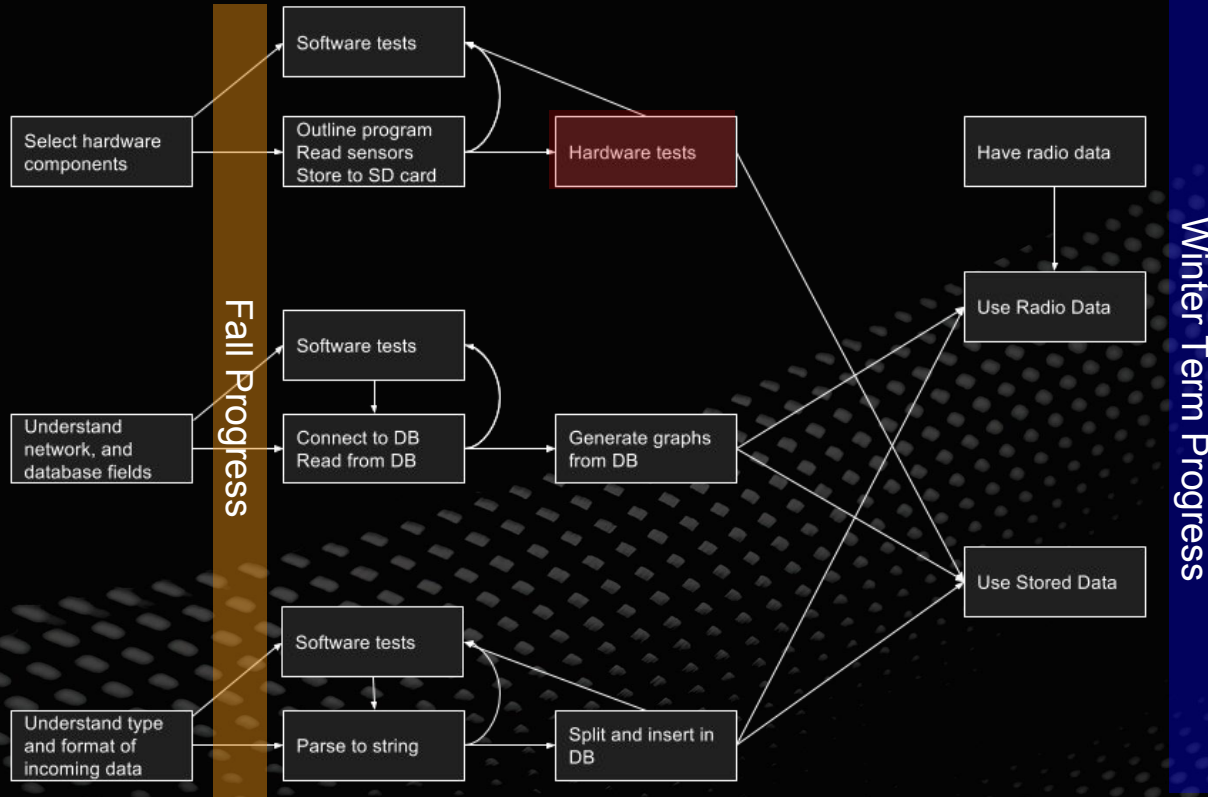 Software tests
Select hardware
components
Outline program
Read sensors
Store to SD card
Hardware tests
Have radio data
Use Radio Data
Fall Progress
Winter Term Progress
Software tests
Understand
network, and
database fields
Connect to DB
Read from DB
Generate graphs
from DB
Use Stored Data
Software tests
Understand type
and format of
incoming data
Parse to string
Split and insert in
DB